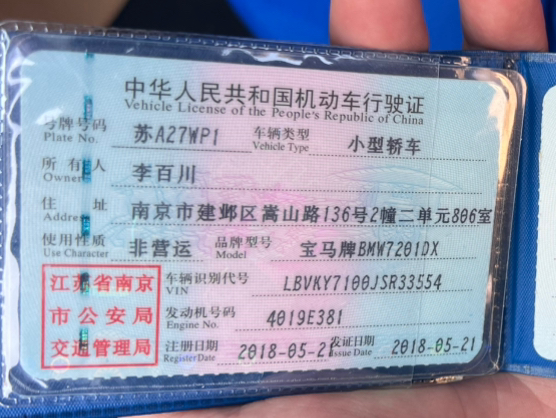 中华人民共和国机动车行驶证
Vehicle License of the People's Republic of China
号牌号码 苏A27WP1 车辆类型 小型轿车
Plate No. Vehicle Type
所有人 李百川
Owner
住址 南京市建邺区嵩山路136号2幢二单元806室
Address
使用性质 非营运 品牌型号 宝马牌BMW7201DX
Use Character Model
江苏省南京 车辆识别代号 LBVKY7100JSR33554
VIN
市公安局 发动机号码 4019E381
Engine No.
交通管理局 注册日期 2018-05-2 发证日期 2018-05-21
Register Date Issue Date